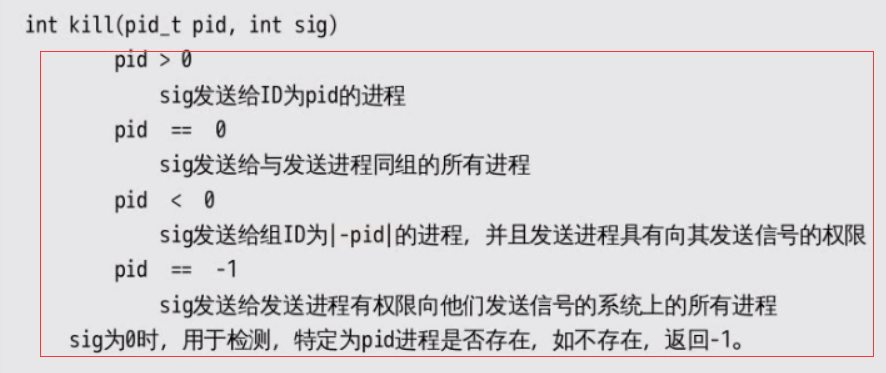 int kill(pid_t pid, int sig)
pid > 0
sig发送给ID为pid的进程
pid == 0
sig发送给与发送进程同组的所有进程
pid < 0
sig发送给组ID为|-pid|的进程，并且发送进程具有向其发送信号的权限
pid == -1
sig发送给发送进程有权限向他们发送信号的系统上的所有进程
sig为0时，用于检测，特定为pid进程是否存在，如不存在，返回-1。